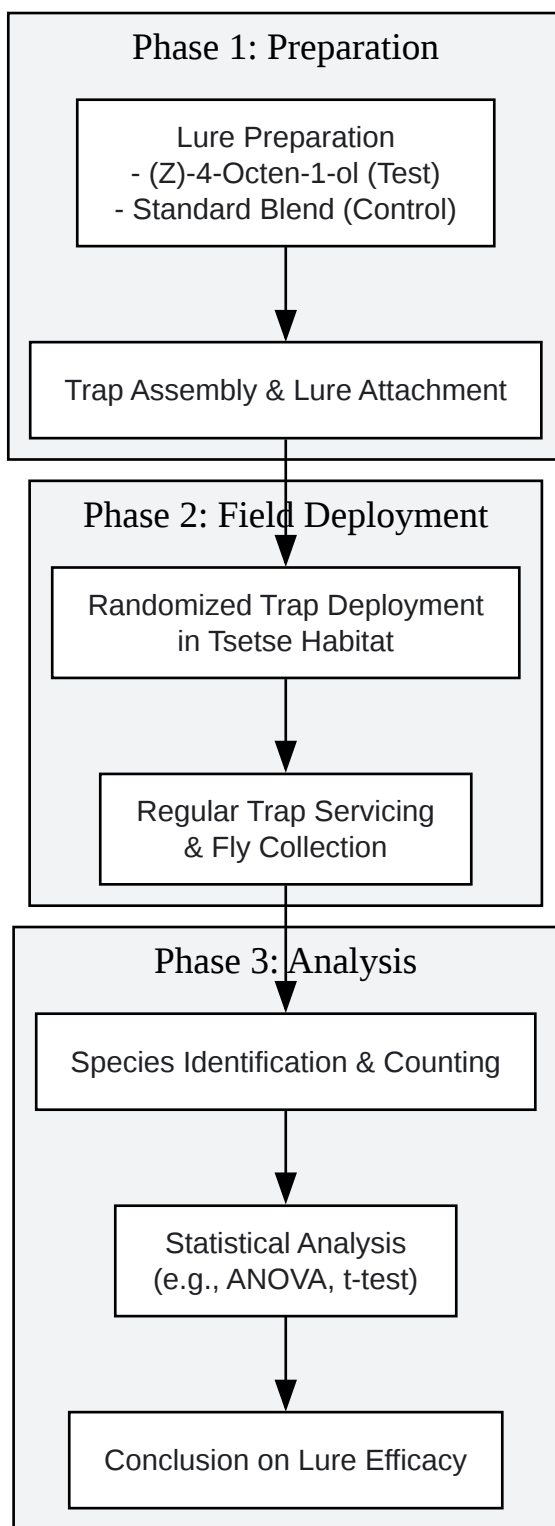 Phase 1: Preparation
Lure Preparation
- (Z)-4-Octen-1-ol (Test)
- Standard Blend (Control)
Trap Assembly & Lure Attachment
Phase 2: Field Deployment
Randomized Trap Deployment
in Tsetse Habitat
Regular Trap Servicing
& Fly Collection
Phase 3: Analysis
Species Identification & Counting
Statistical Analysis
(e.g., ANOVA, t-test)
Conclusion on Lure Efficacy